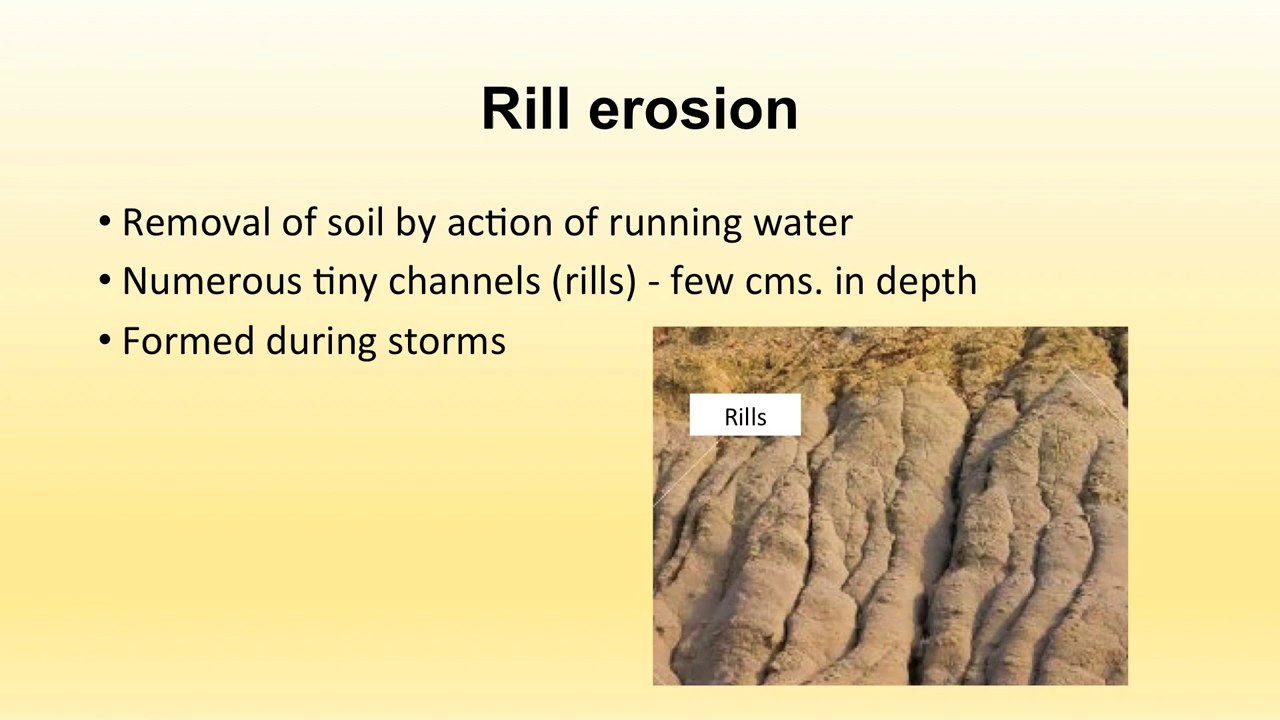 Rill erosion
• Removal of soil by action of running water
• Numerous tiny channels (rills) - few cms. in depth
• Formed during storms
Rills